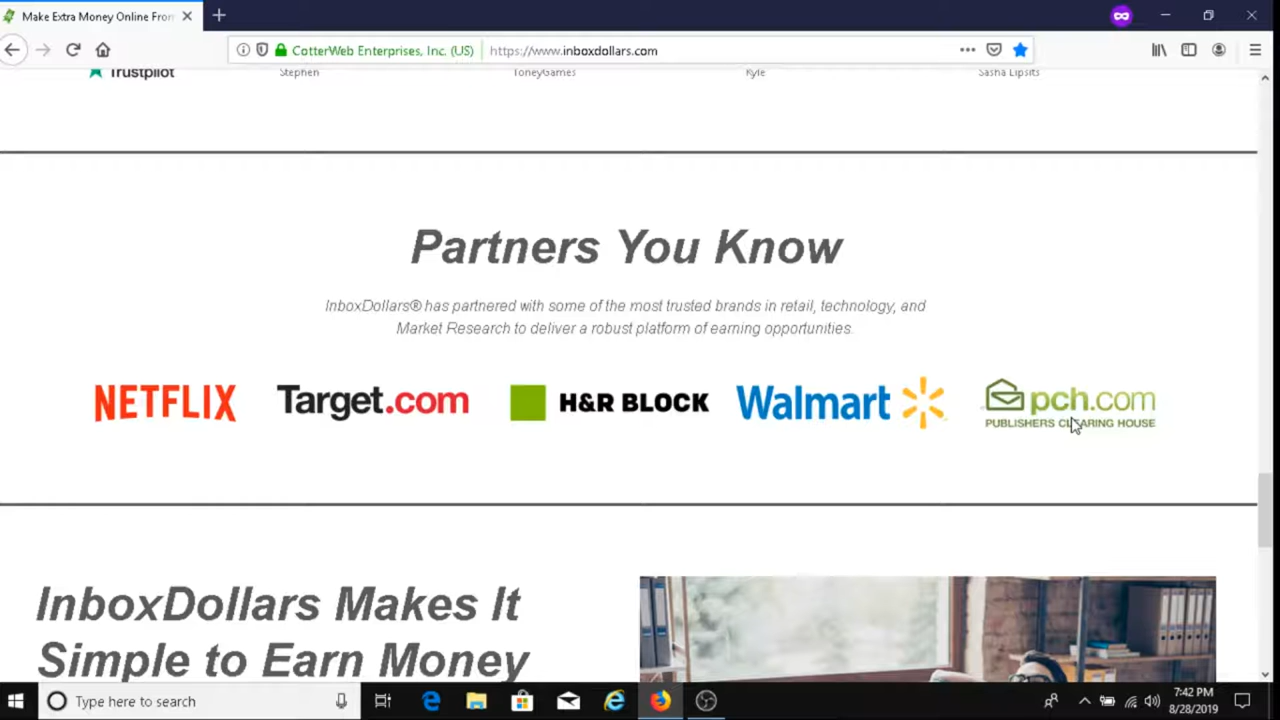 Make Extra Money Online From
CotterWeb Enterprises, Inc. (US)
https://www.inboxdollars.com
Trustpilot
Stephen
ToneyGames
Kyle
Sasha Lipsits
Partners You Know
InboxDollars® has partnered with some of the most trusted brands in retail, technology, and
Market Research to deliver a robust platform of earning opportunities.
NETFLIX
Target.com
H&R BLOCK
Walmart
pch.com
PUBLISHERS CLEARING HOUSE
InboxDollars Makes It
Simple to Earn Money
Type here to search
7:42 PM
8/28/2019